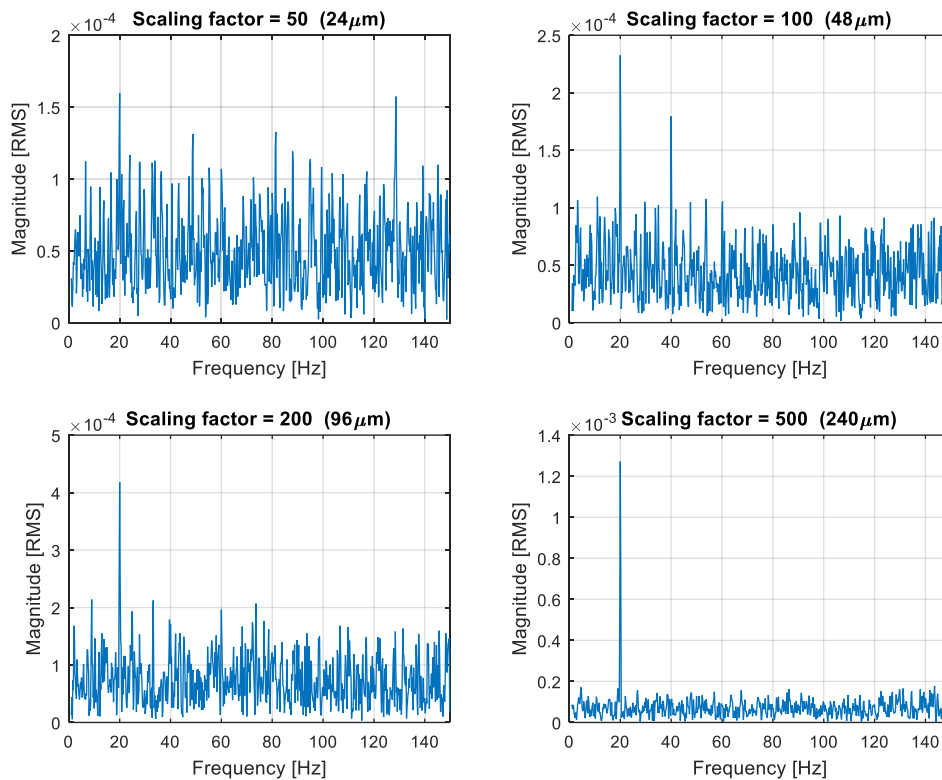 Scaling factor = 50  (24μm)
×10⁻⁴
2
1.5
1
0.5
0
Magnitude [RMS]
0 20 40 60 80 100 120 140
Frequency [Hz]
Scaling factor = 100  (48μm)
×10⁻⁴
2.5
2
1.5
1
0.5
0
Magnitude [RMS]
0 20 40 60 80 100 120 140
Frequency [Hz]
Scaling factor = 200  (96μm)
×10⁻⁴
5
4
3
2
1
0
Magnitude [RMS]
0 20 40 60 80 100 120 140
Frequency [Hz]
Scaling factor = 500  (240μm)
×10⁻³
1.4
1.2
1
0.8
0.6
0.4
0.2
0
Magnitude [RMS]
0 20 40 60 80 100 120 140
Frequency [Hz]